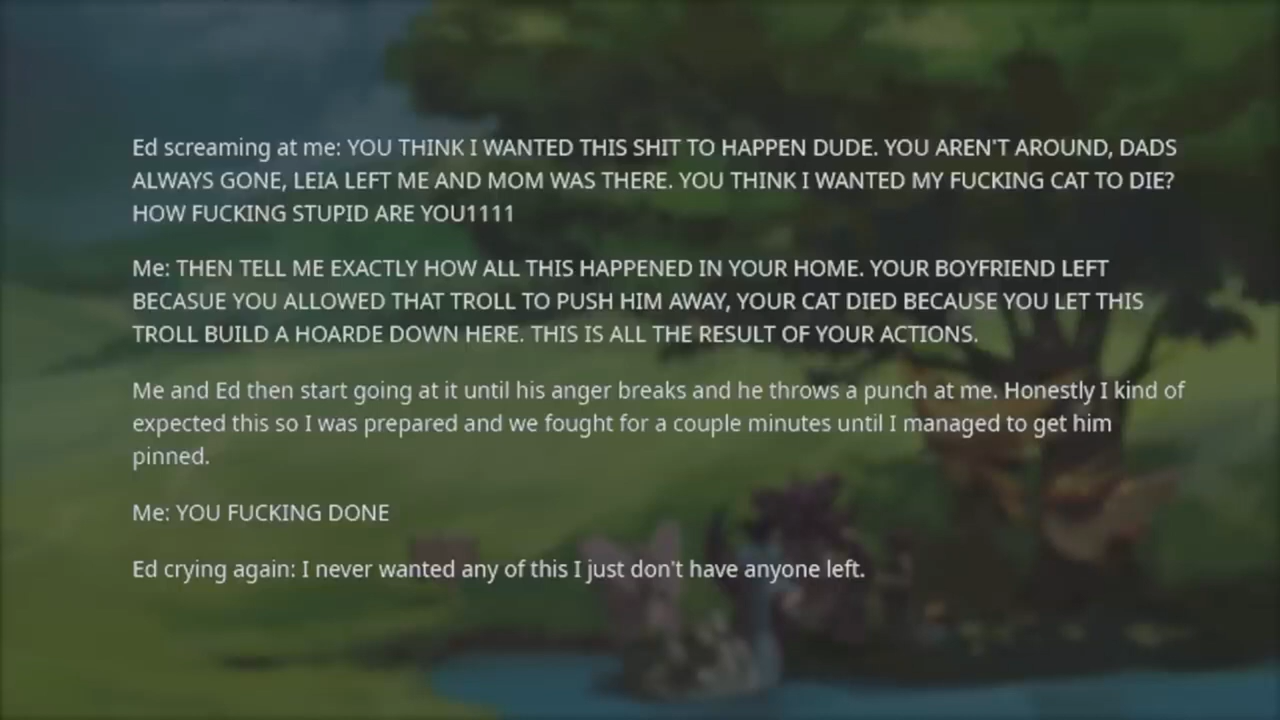 Ed screaming at me: YOU THINK I WANTED THIS SHIT TO HAPPEN DUDE. YOU AREN'T AROUND, DADS
ALWAYS GONE, LEIA LEFT ME AND MOM WAS THERE. YOU THINK I WANTED MY FUCKING CAT TO DIE?
HOW FUCKING STUPID ARE YOU1111
Me: THEN TELL ME EXACTLY HOW ALL THIS HAPPENED IN YOUR HOME. YOUR BOYFRIEND LEFT
BECASUE YOU ALLOWED THAT TROLL TO PUSH HIM AWAY, YOUR CAT DIED BECAUSE YOU LET THIS
TROLL BUILD A HOARDE DOWN HERE. THIS IS ALL THE RESULT OF YOUR ACTIONS.
Me and Ed then start going at it until his anger breaks and he throws a punch at me. Honestly I kind of
expected this so I was prepared and we fought for a couple minutes until I managed to get him
pinned.
Me: YOU FUCKING DONE
Ed crying again: I never wanted any of this I just don't have anyone left.